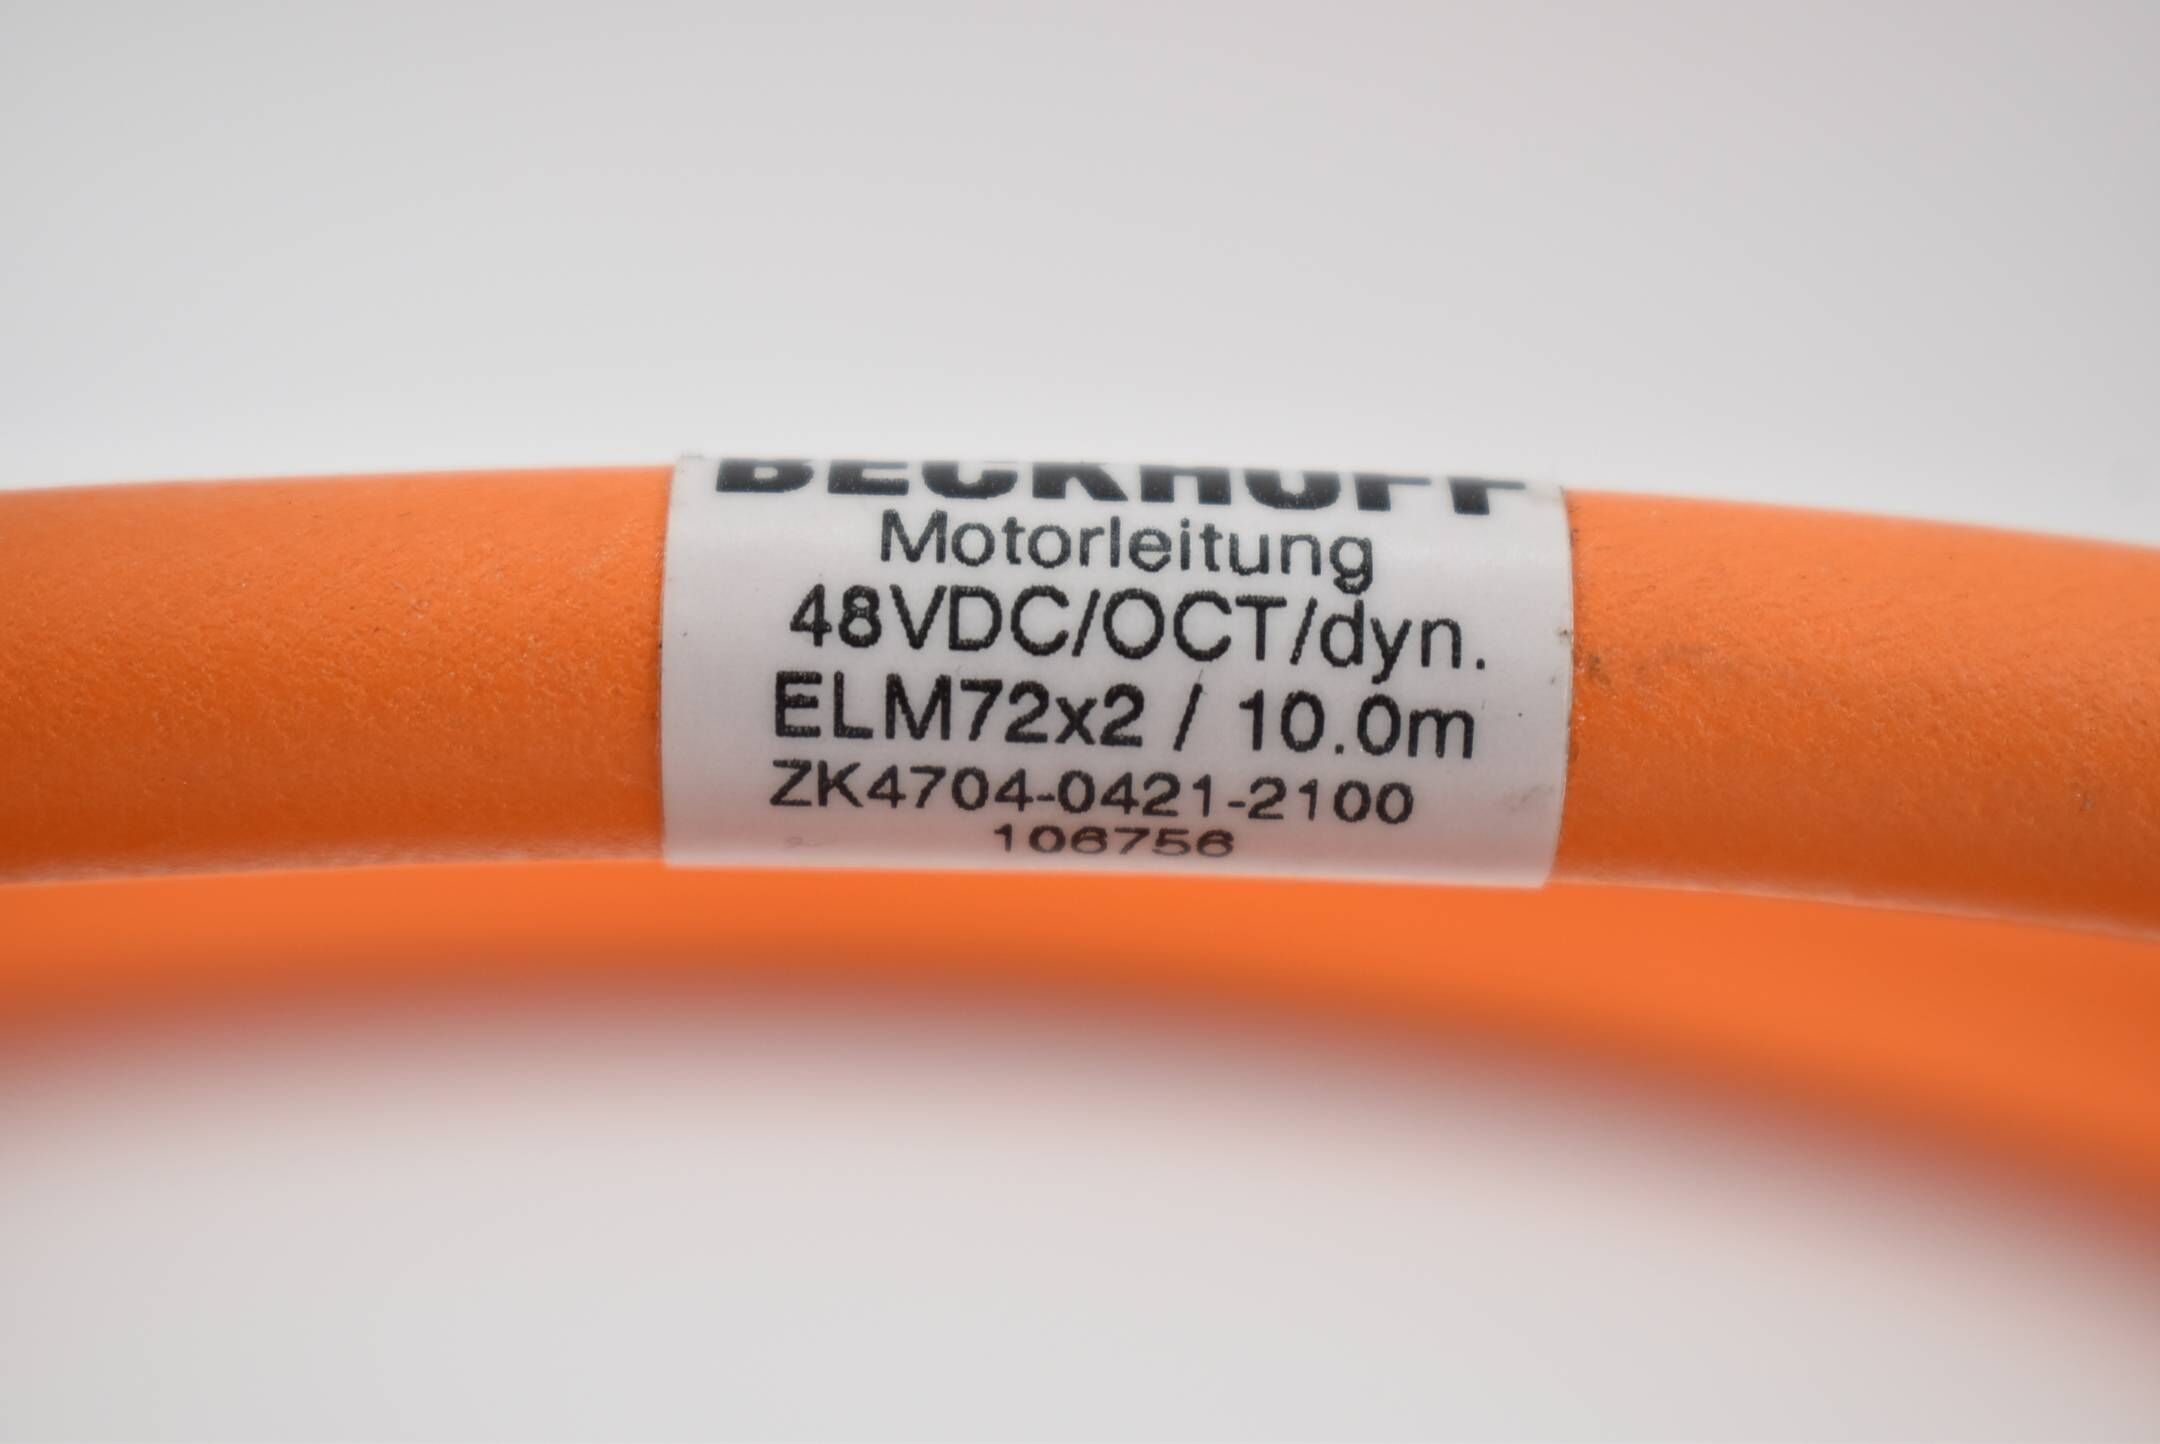 BECKHOFF
Motorleitung
48VDC/OCT/dyn.
ELM72x2 / 10.0m
ZK4704-0421-2100
106756